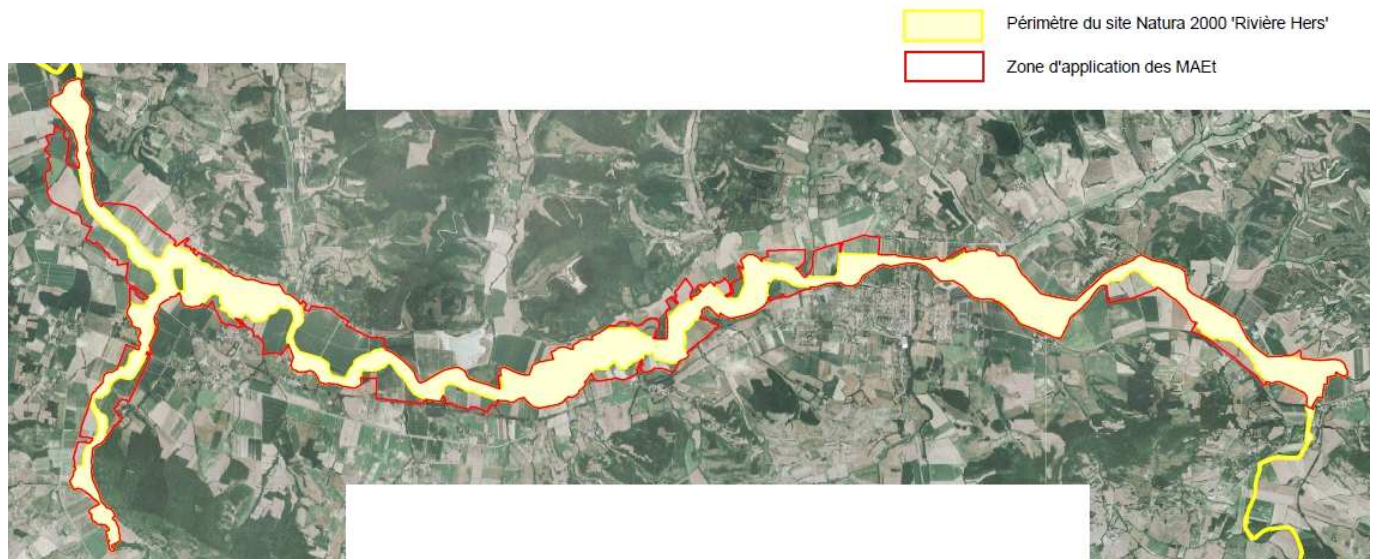 Périmètre du site Natura 2000 'Rivière Hers'
Zone d'application des MAEt